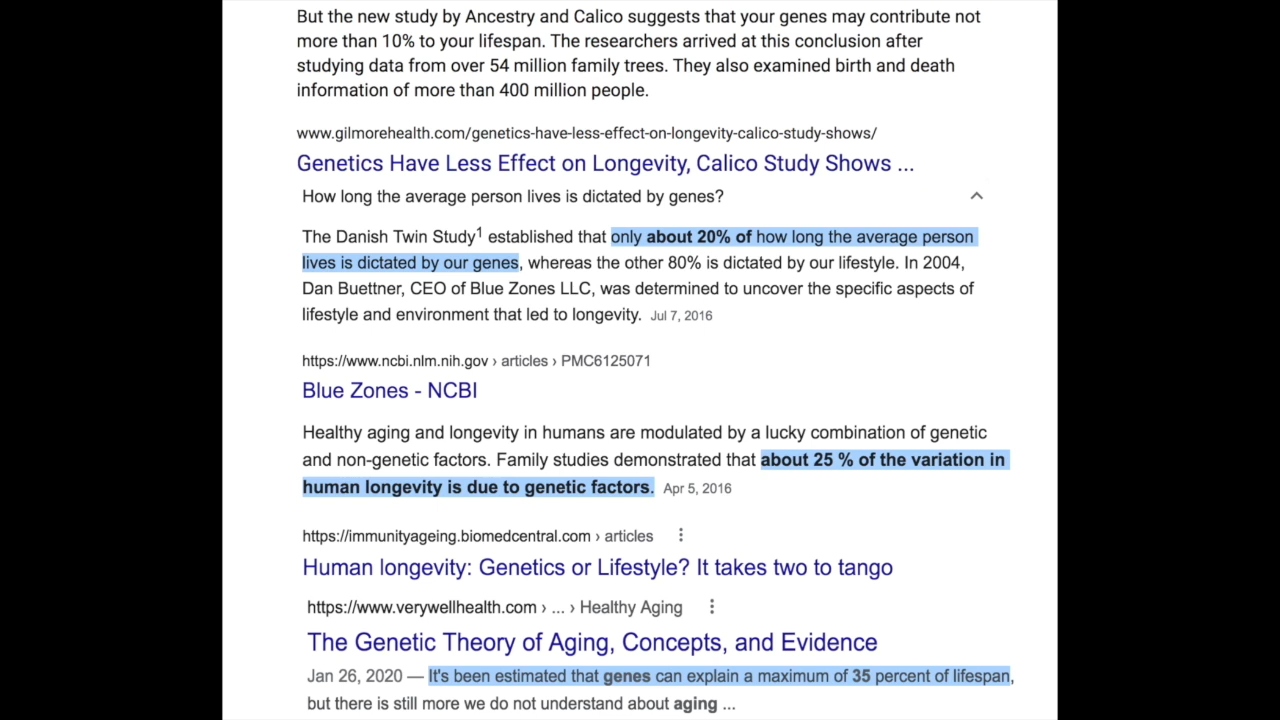 But the new study by Ancestry and Calico suggests that your genes may contribute not
more than 10% to your lifespan. The researchers arrived at this conclusion after
studying data from over 54 million family trees. They also examined birth and death
information of more than 400 million people.
www.gilmorehealth.com/genetics-have-less-effect-on-longevity-calico-study-shows/
Genetics Have Less Effect on Longevity, Calico Study Shows ...
How long the average person lives is dictated by genes?
The Danish Twin Study¹ established that only about 20% of how long the average person
lives is dictated by our genes, whereas the other 80% is dictated by our lifestyle. In 2004,
Dan Buettner, CEO of Blue Zones LLC, was determined to uncover the specific aspects of
lifestyle and environment that led to longevity. Jul 7, 2016
https://www.ncbi.nlm.nih.gov › articles › PMC6125071
Blue Zones - NCBI
Healthy aging and longevity in humans are modulated by a lucky combination of genetic
and non-genetic factors. Family studies demonstrated that about 25 % of the variation in
human longevity is due to genetic factors. Apr 5, 2016
https://immunityageing.biomedcentral.com › articles
Human longevity: Genetics or Lifestyle? It takes two to tango
https://www.verywellhealth.com › ... › Healthy Aging
The Genetic Theory of Aging, Concepts, and Evidence
Jan 26, 2020 — It's been estimated that genes can explain a maximum of 35 percent of lifespan,
but there is still more we do not understand about aging ...